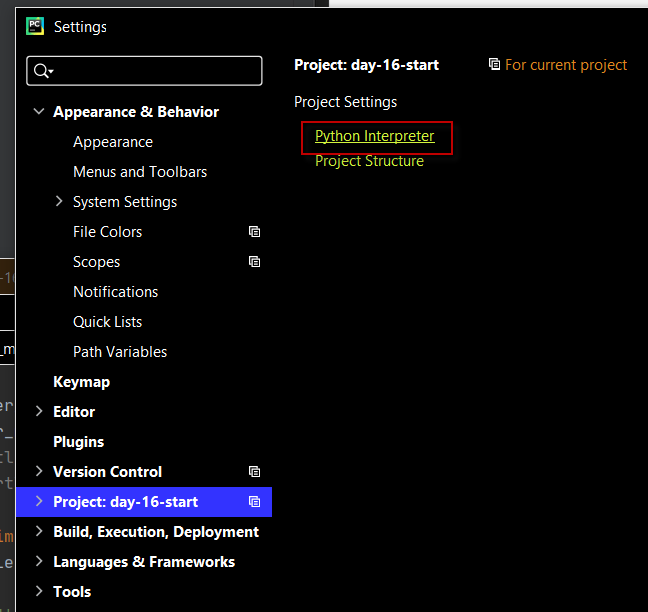 PC
Settings
Project: day-16-start
For current project
Project Settings
Python Interpreter
Project Structure
Appearance & Behavior
Appearance
Menus and Toolbars
System Settings
File Colors
Scopes
Notifications
Quick Lists
Path Variables
Keymap
Editor
Plugins
Version Control
Project: day-16-start
Build, Execution, Deployment
Languages & Frameworks
Tools